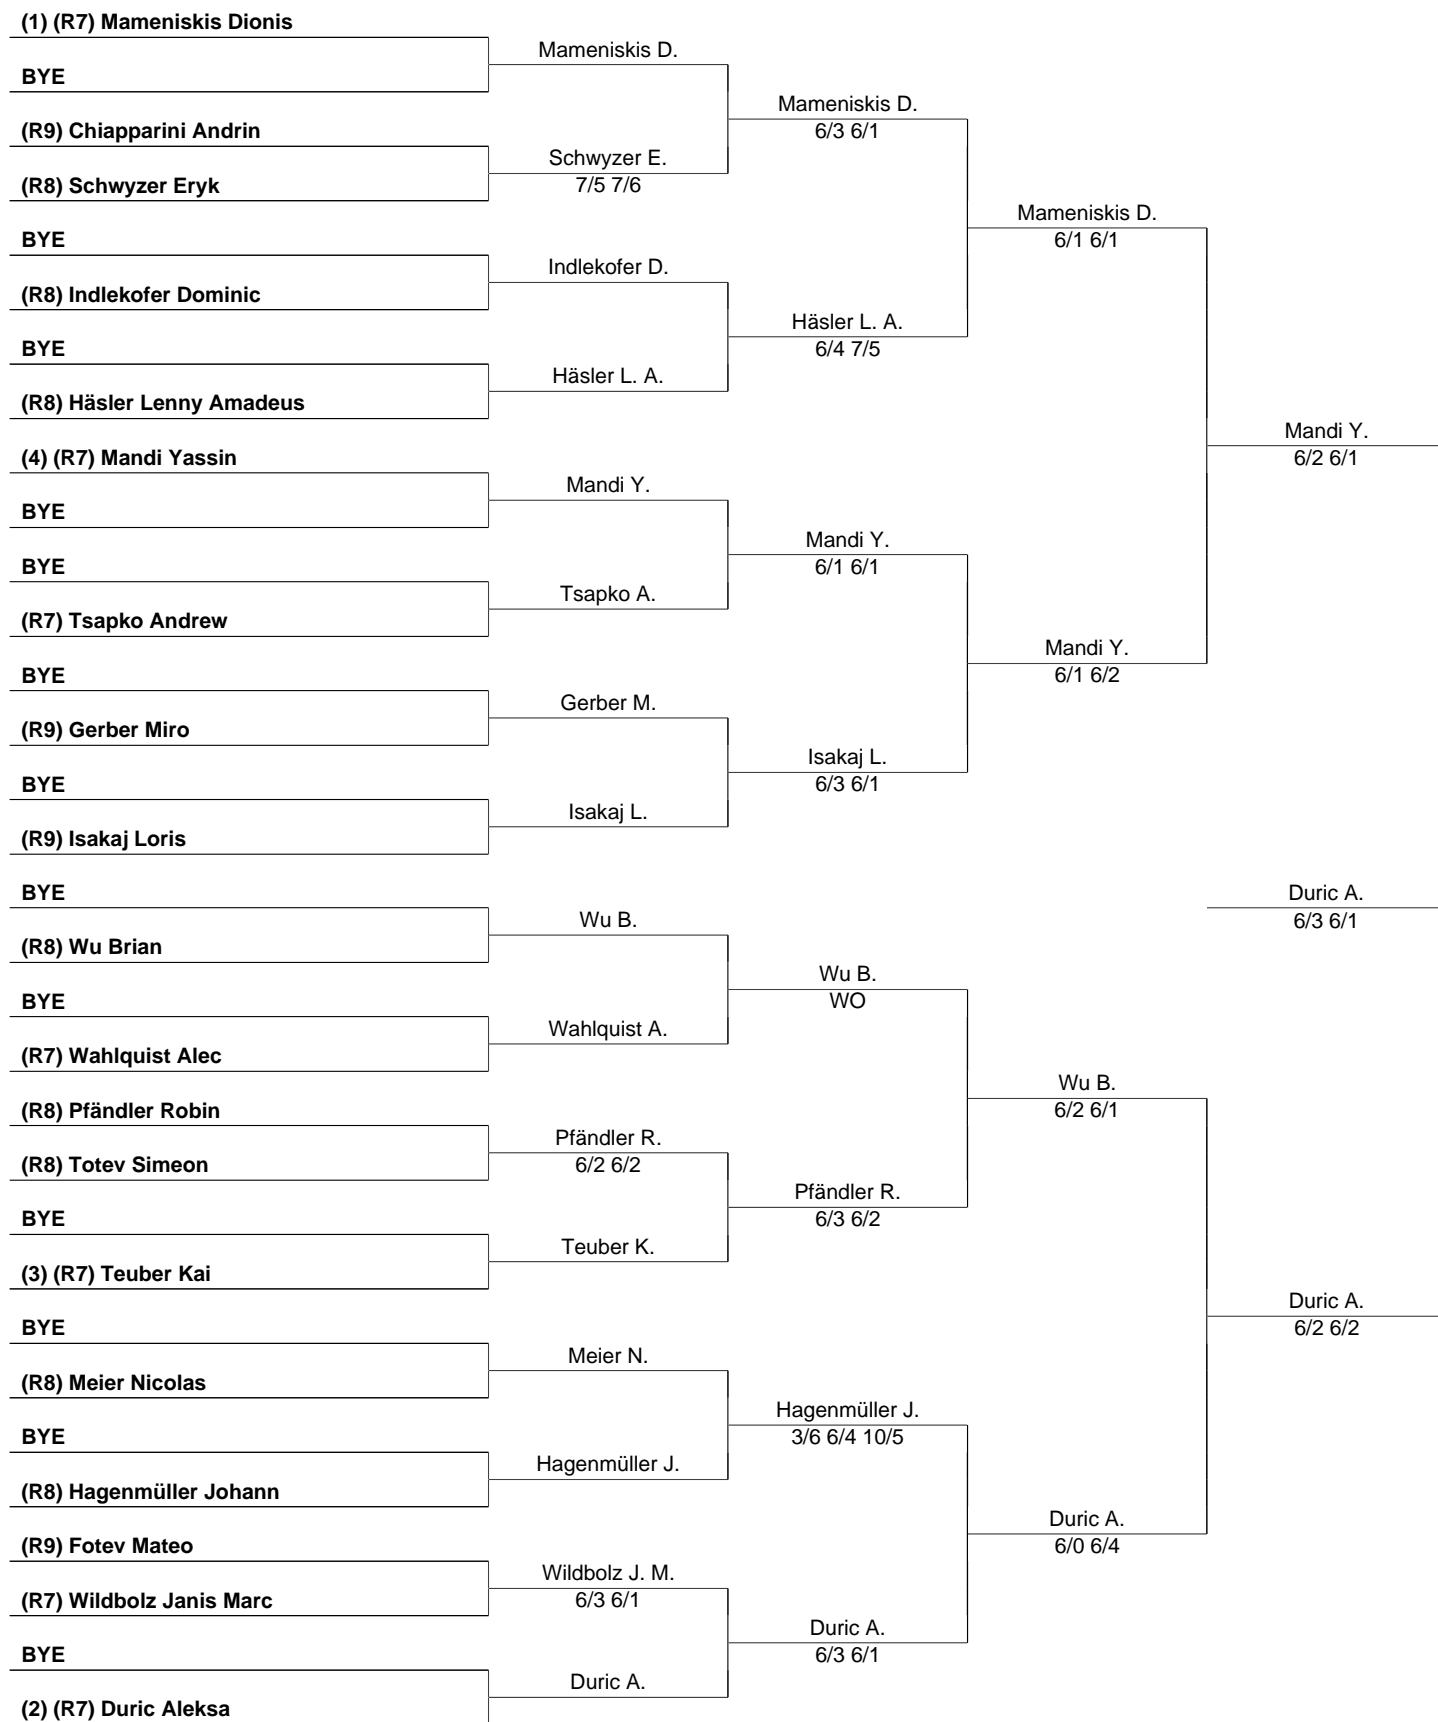 (1) (R7) Mameniskis Dionis
Mameniskis D.
BYE
Mameniskis D.
6/3 6/1
(R9) Chiapparini Andrin
Schwyzer E.
7/5 7/6
(R8) Schwyzer Eryk
Mameniskis D.
6/1 6/1
BYE
Indlekofer D.
(R8) Indlekofer Dominic
Häsler L. A.
6/4 7/5
BYE
Häsler L. A.
(R8) Häsler Lenny Amadeus
Mandi Y.
6/2 6/1
(4) (R7) Mandi Yassin
Mandi Y.
BYE
Mandi Y.
6/1 6/1
BYE
Tsapko A.
(R7) Tsapko Andrew
Mandi Y.
6/1 6/2
BYE
Gerber M.
(R9) Gerber Miro
Isakaj L.
6/3 6/1
BYE
Isakaj L.
(R9) Isakaj Loris
BYE
Duric A.
6/3 6/1
Wu B.
(R8) Wu Brian
Wu B.
WO
BYE
Wahlquist A.
(R7) Wahlquist Alec
Wu B.
6/2 6/1
(R8) Pfändler Robin
Pfändler R.
6/2 6/2
(R8) Totev Simeon
Pfändler R.
6/3 6/2
BYE
Teuber K.
(3) (R7) Teuber Kai
Duric A.
6/2 6/2
BYE
Meier N.
(R8) Meier Nicolas
Hagenmüller J.
3/6 6/4 10/5
BYE
Hagenmüller J.
(R8) Hagenmüller Johann
Duric A.
6/0 6/4
(R9) Fotev Mateo
Wildbolz J. M.
6/3 6/1
(R7) Wildbolz Janis Marc
Duric A.
6/3 6/1
BYE
Duric A.
(2) (R7) Duric Aleksa